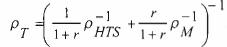 ρ_T = ( 1/(1+r) ρ_HTS^−1 + r/(1+r) ρ_M^−1 )^−1